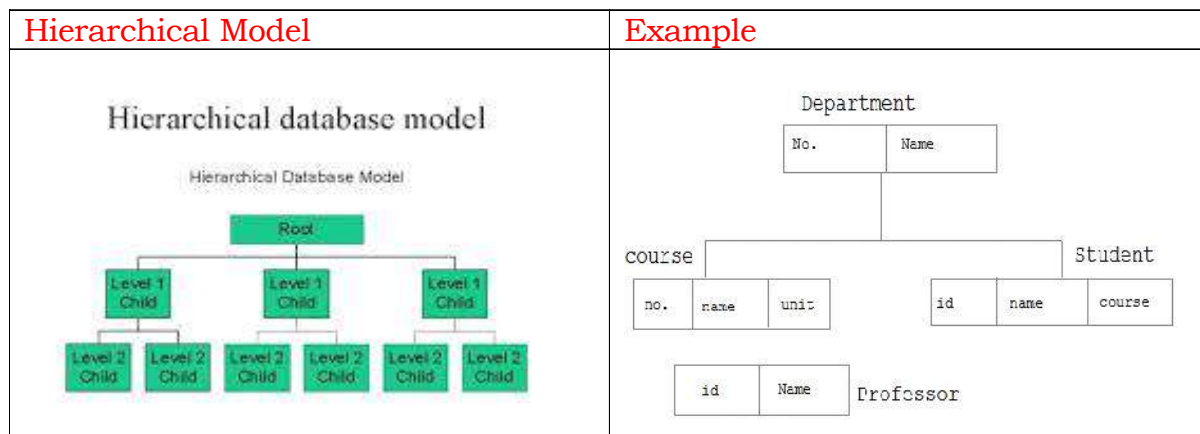 Hierarchical Model
Example
Hierarchical database model
Hierarchical Database Model
Root
Level 1 Child
Level 1 Child
Level 1 Child
Level 2 Child
Level 2 Child
Level 2 Child
Level 2 Child
Level 2 Child
Level 2 Child
Department
No. Name
course
no. name unit
Student
id name course
id Name
Professor